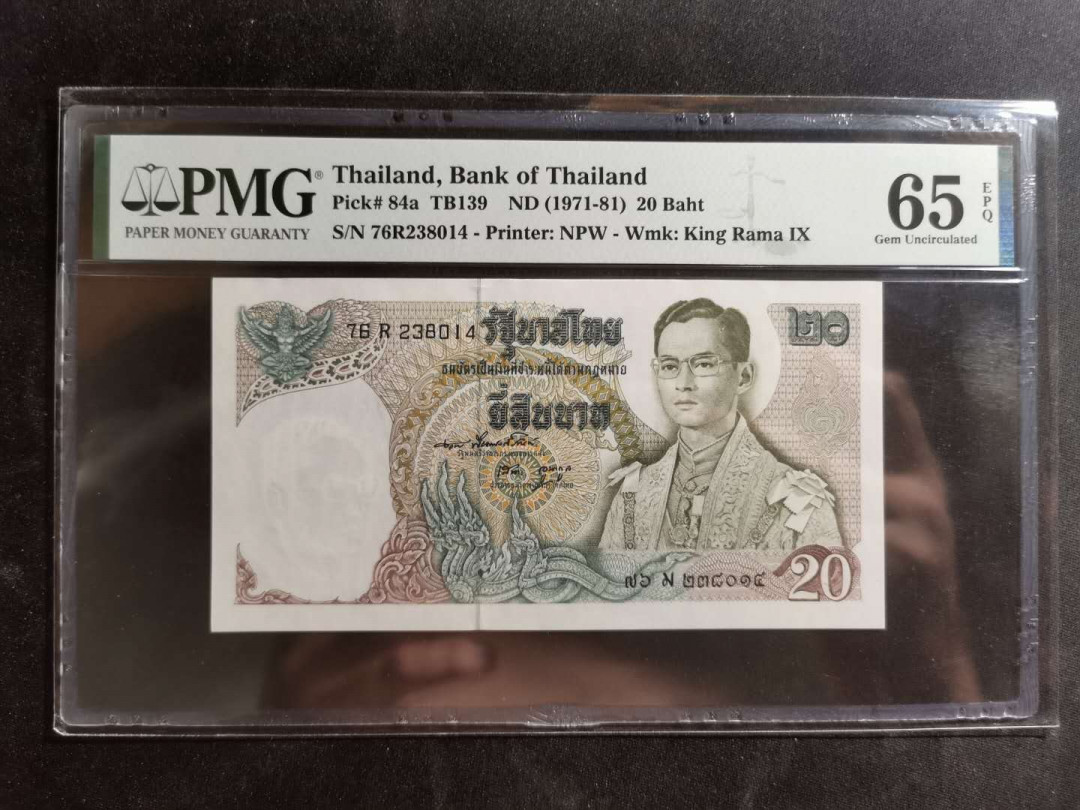 PMG®
PAPER MONEY GUARANTY
Thailand, Bank of Thailand
Pick# 84a TB139 ND (1971-81) 20 Baht
S/N 76R238014 - Printer: NPW - Wmk: King Rama IX
65 EPQ
Gem Uncirculated
76 R 238014
รัฐบาลไทย
ธนบัตรเป็นเงินที่ชำระหนี้ได้ตามกฎหมาย
ยี่สิบบาท
๒๐
๗๖ ม ๒๓๘๐๑๔
20